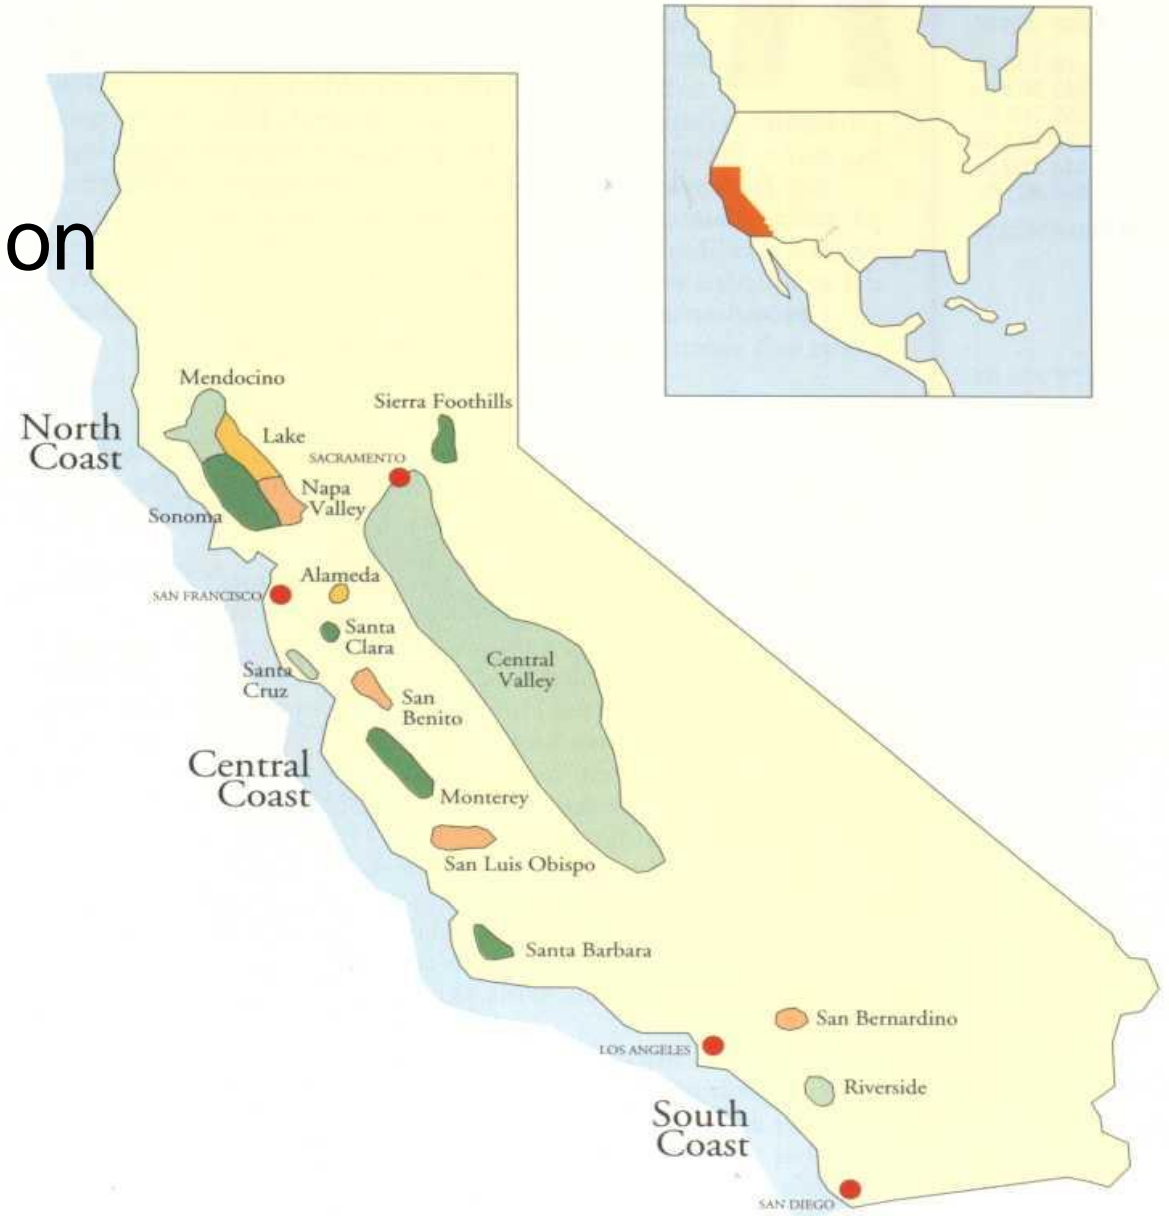 on
Mendocino
Sierra Foothills
North
Coast
Lake
SACRAMENTO
Napa
Valley
Sonoma
Alameda
SAN FRANCISCO
Santa
Clara
Santa
Cruz
Central
Valley
San
Benito
Central
Coast
Monterey
San Luis Obispo
Santa Barbara
San Bernardino
LOS ANGELES
Riverside
South
Coast
SAN DIEGO